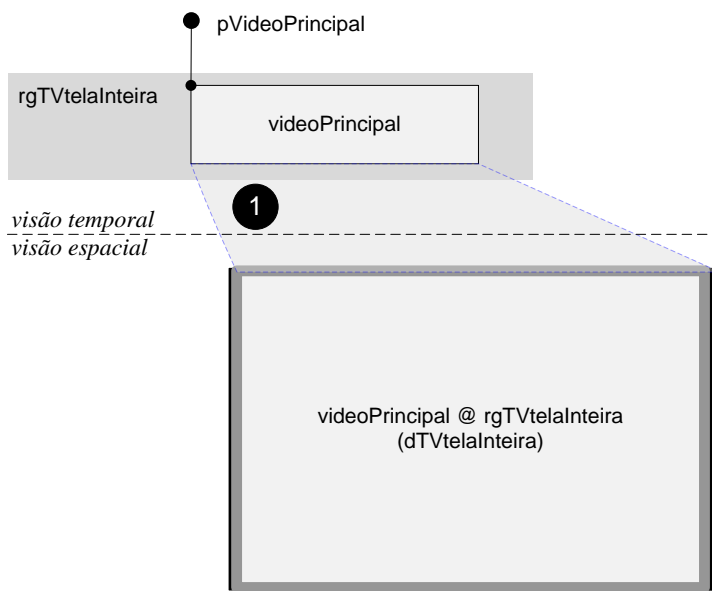 pVideoPrincipal
rgTVtelaInteira
videoPrincipal
1
visão temporal
visão espacial
videoPrincipal @ rgTVtelaInteira
(dTVtelaInteira)